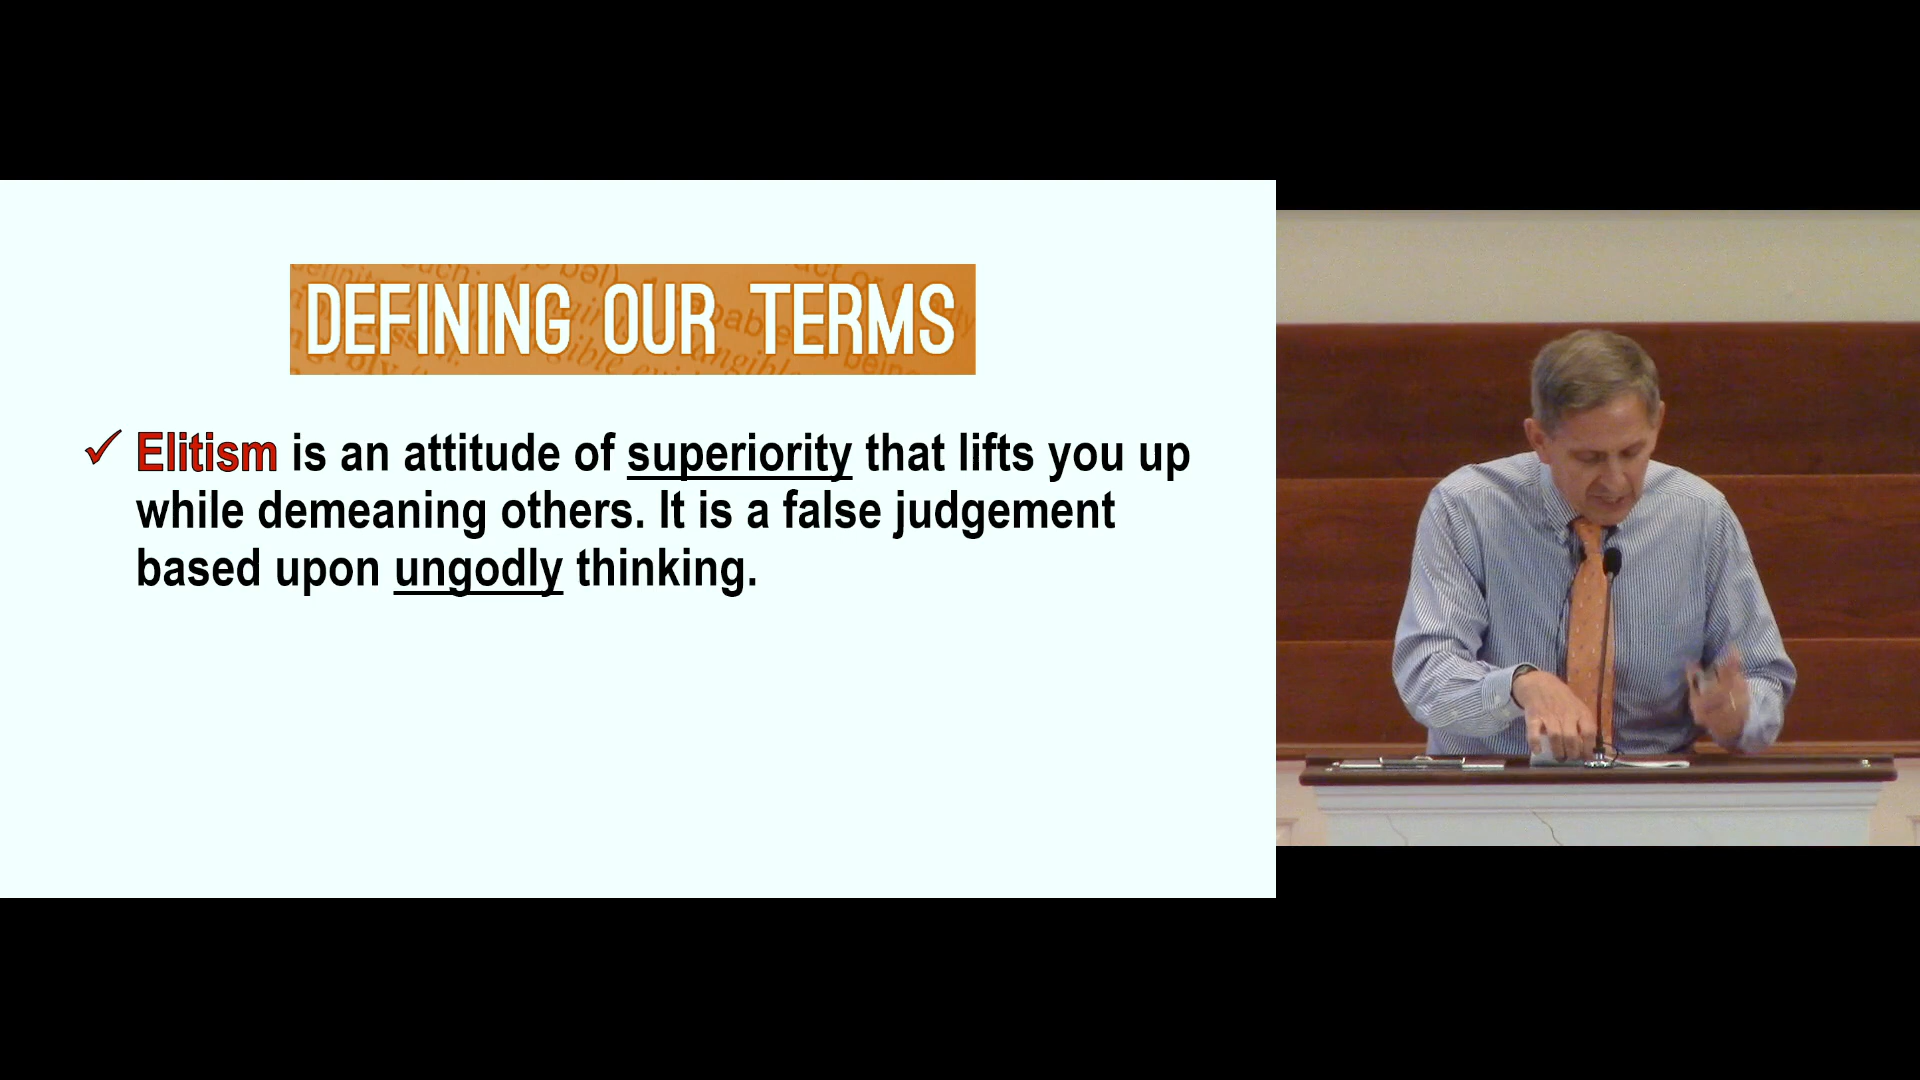 DEFINING OUR TERMS
✓ Elitism is an attitude of superiority that lifts you up
while demeaning others. It is a false judgement
based upon ungodly thinking.